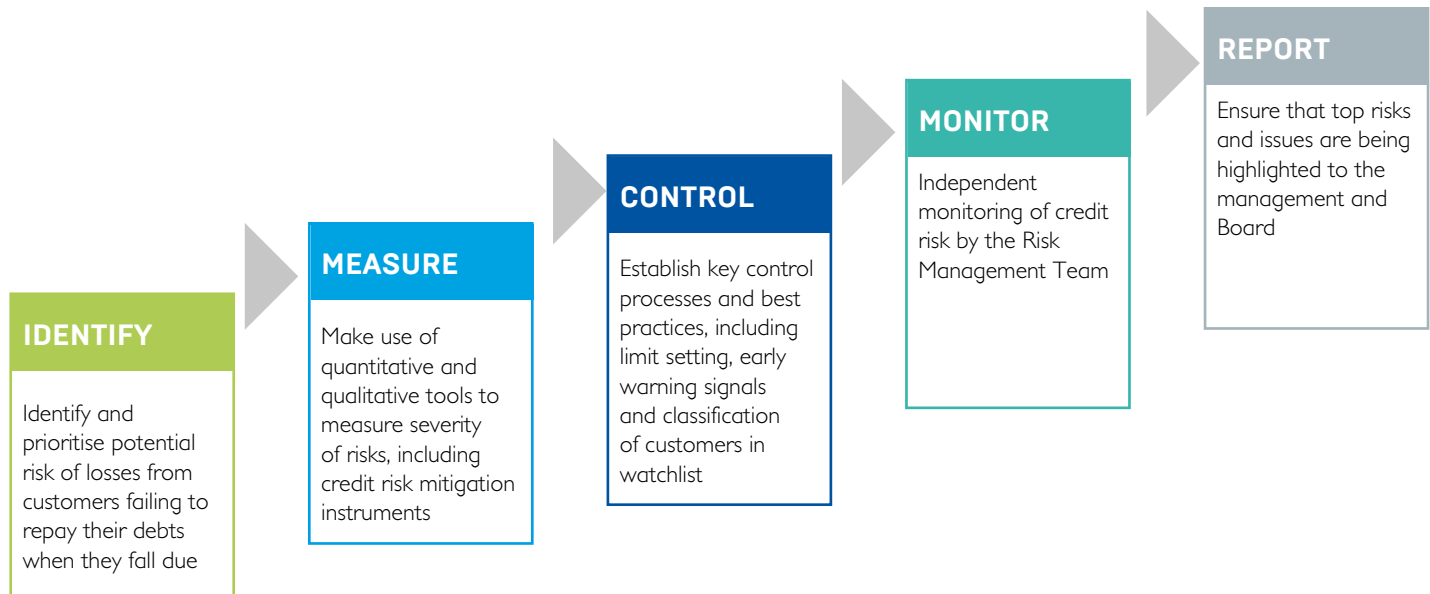 IDENTIFY
Identify and
prioritise potential
risk of losses from
customers failing to
repay their debts
when they fall due
MEASURE
Make use of
quantitative and
qualitative tools to
measure severity
of risks, including
credit risk mitigation
instruments
CONTROL
Establish key control
processes and best
practices, including
limit setting, early
warning signals
and classification
of customers in
watchlist
MONITOR
Independent
monitoring of credit
risk by the Risk
Management Team
REPORT
Ensure that top risks
and issues are being
highlighted to the
management and
Board